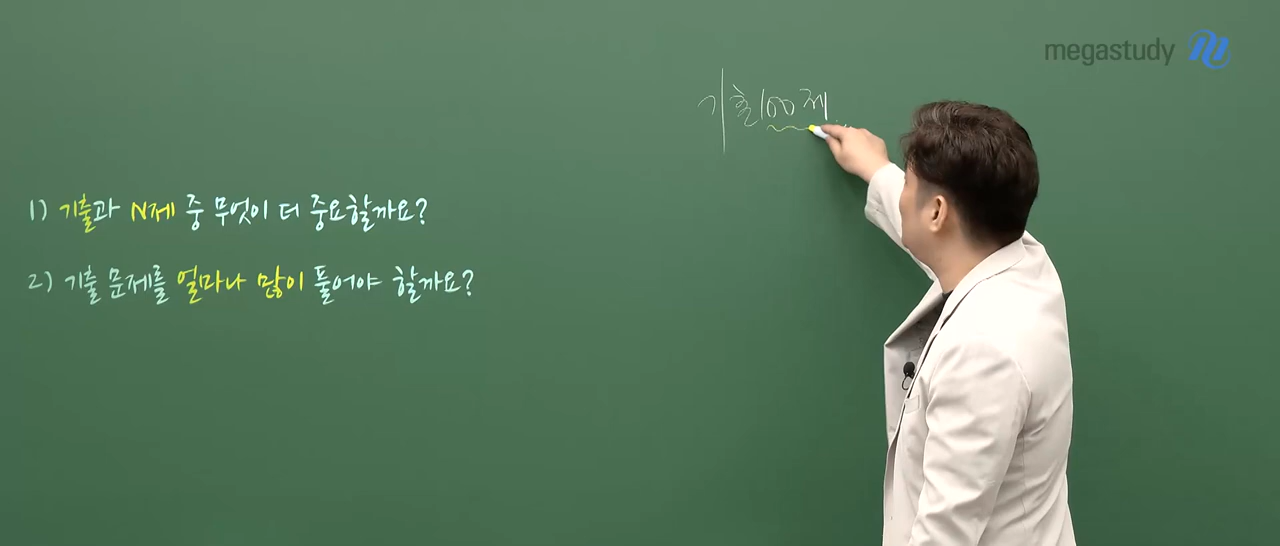 megastudy
기출100제
1) 기출과 N제 중 무엇이 더 중요할까요?
2) 기출 문제를 얼마나 많이 풀어야 할까요?